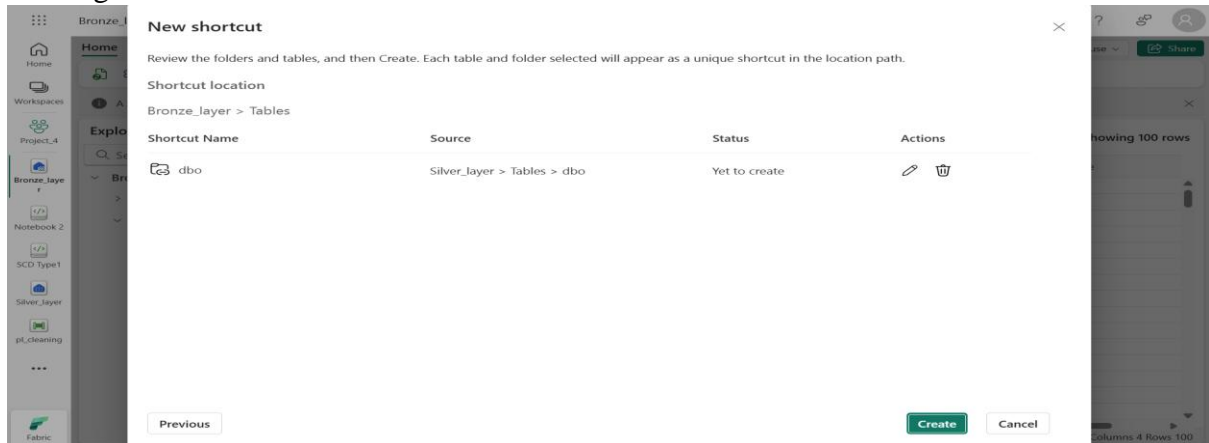 Bronze_l
New shortcut
?
Home
Home
Review the folders and tables, and then Create. Each table and folder selected will appear as a unique shortcut in the location path.
Share
Shortcut location
Workspaces
A
Bronze_layer > Tables
Project_4
Explo
Shortcut Name Source Status Actions
howing 100 rows
dbo Silver_layer > Tables > dbo Yet to create
Bronze_laye
r
Notebook 2
SCD Type1
Silver_layer
pl_cleaning
...
Previous Create Cancel
Fabric
Columns 4 Rows 100